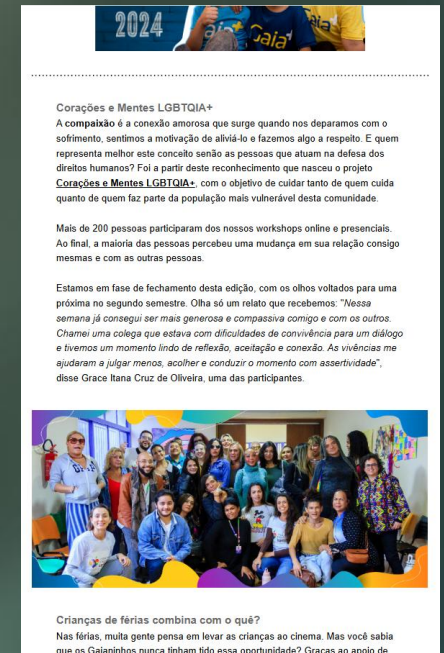 2024
Gaia+
Gaia+
Corações e Mentes LGBTQIA+
A compaixão é a conexão amorosa que surge quando nos deparamos com o
sofrimento, sentimos a motivação de aliviá-lo e fazemos algo a respeito. E quem
representa melhor este conceito senão as pessoas que atuam na defesa dos
direitos humanos? Foi a partir deste reconhecimento que nasceu o projeto
Corações e Mentes LGBTQIA+, com o objetivo de cuidar tanto de quem cuida
quanto de quem faz parte da população mais vulnerável desta comunidade.
Mais de 200 pessoas participaram dos nossos workshops online e presenciais.
Ao final, a maioria das pessoas percebeu uma mudança em sua relação consigo
mesmas e com as outras pessoas.
Estamos em fase de fechamento desta edição, com os olhos voltados para uma
próxima no segundo semestre. Olha só um relato que recebemos: "Nessa
semana já consegui ser mais generosa e compassiva comigo e com os outros.
Chamei uma colega que estava com dificuldades de convivência para um diálogo
e tivemos um momento lindo de reflexão, aceitação e conexão. As vivências me
ajudaram a julgar menos, acolher e conduzir o momento com assertividade",
disse Grace Itana Cruz de Oliveira, uma das participantes.
Crianças de férias combina com o quê?
Nas férias, muita gente pensa em levar as crianças ao cinema. Mas você sabia
que os Gaianinhos nunca tinham tido essa oportunidade? Graças ao apoio de